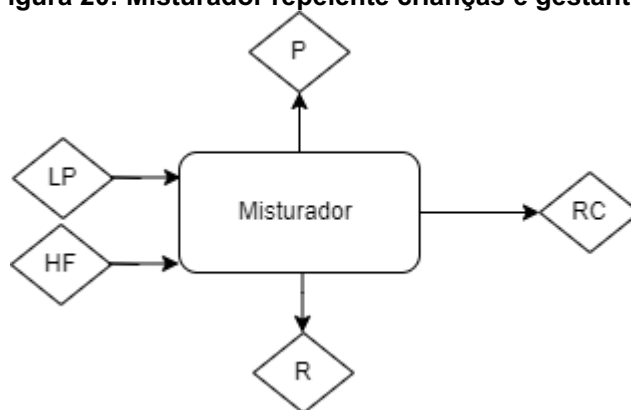 igura 20: Misturador repelente crianças e gestant
P
LP
Misturador
RC
HF
R